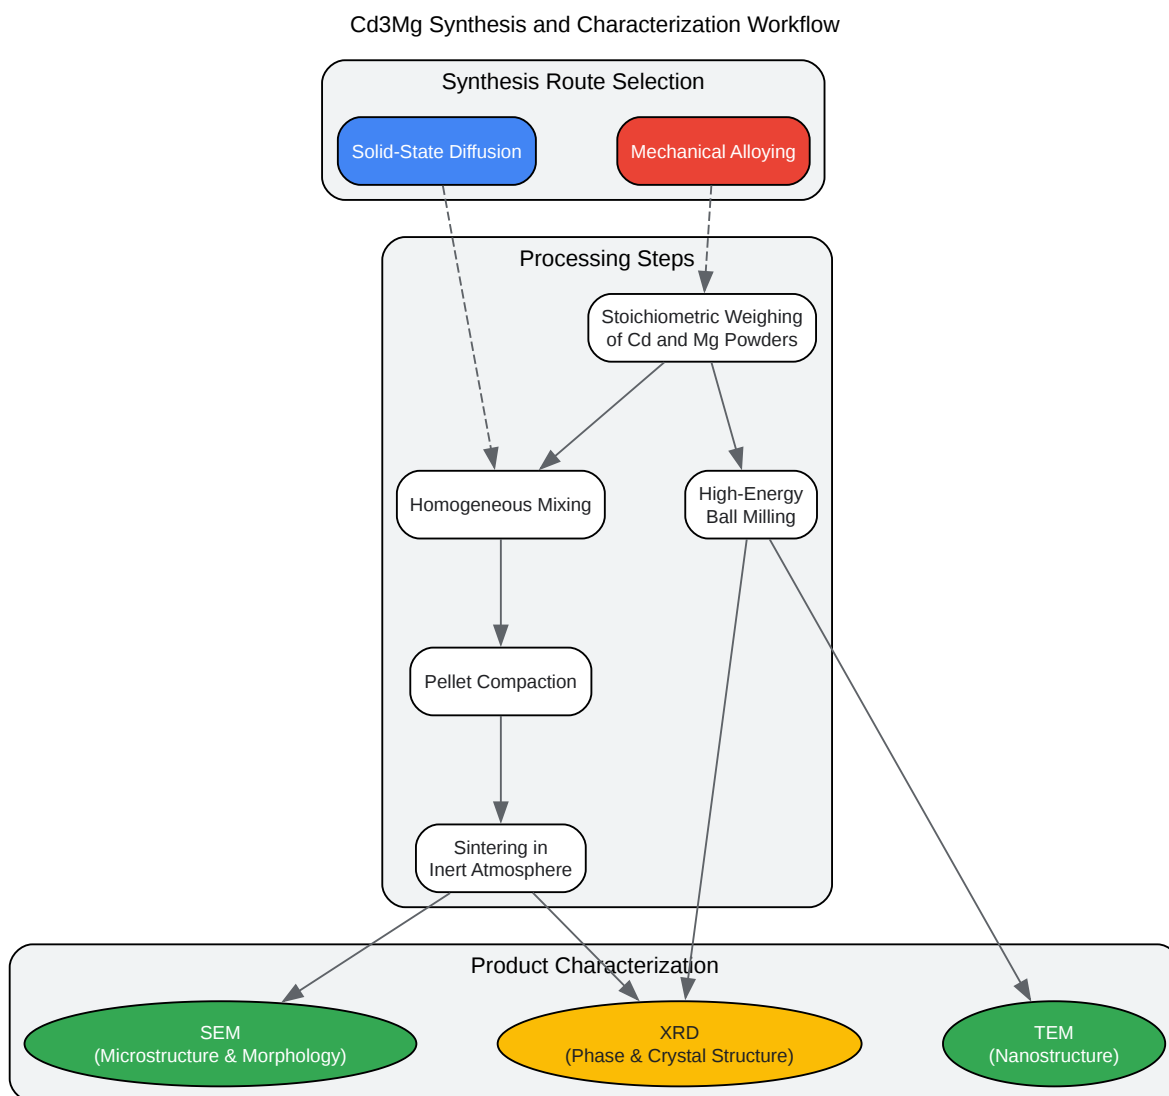 Cd3Mg Synthesis and Characterization Workflow
Synthesis Route Selection
Solid-State Diffusion
Mechanical Alloying
Processing Steps
Stoichiometric Weighing
of Cd and Mg Powders
Homogeneous Mixing
High-Energy
Ball Milling
Pellet Compaction
Sintering in
Inert Atmosphere
Product Characterization
SEM
(Microstructure & Morphology)
XRD
(Phase & Crystal Structure)
TEM
(Nanostructure)